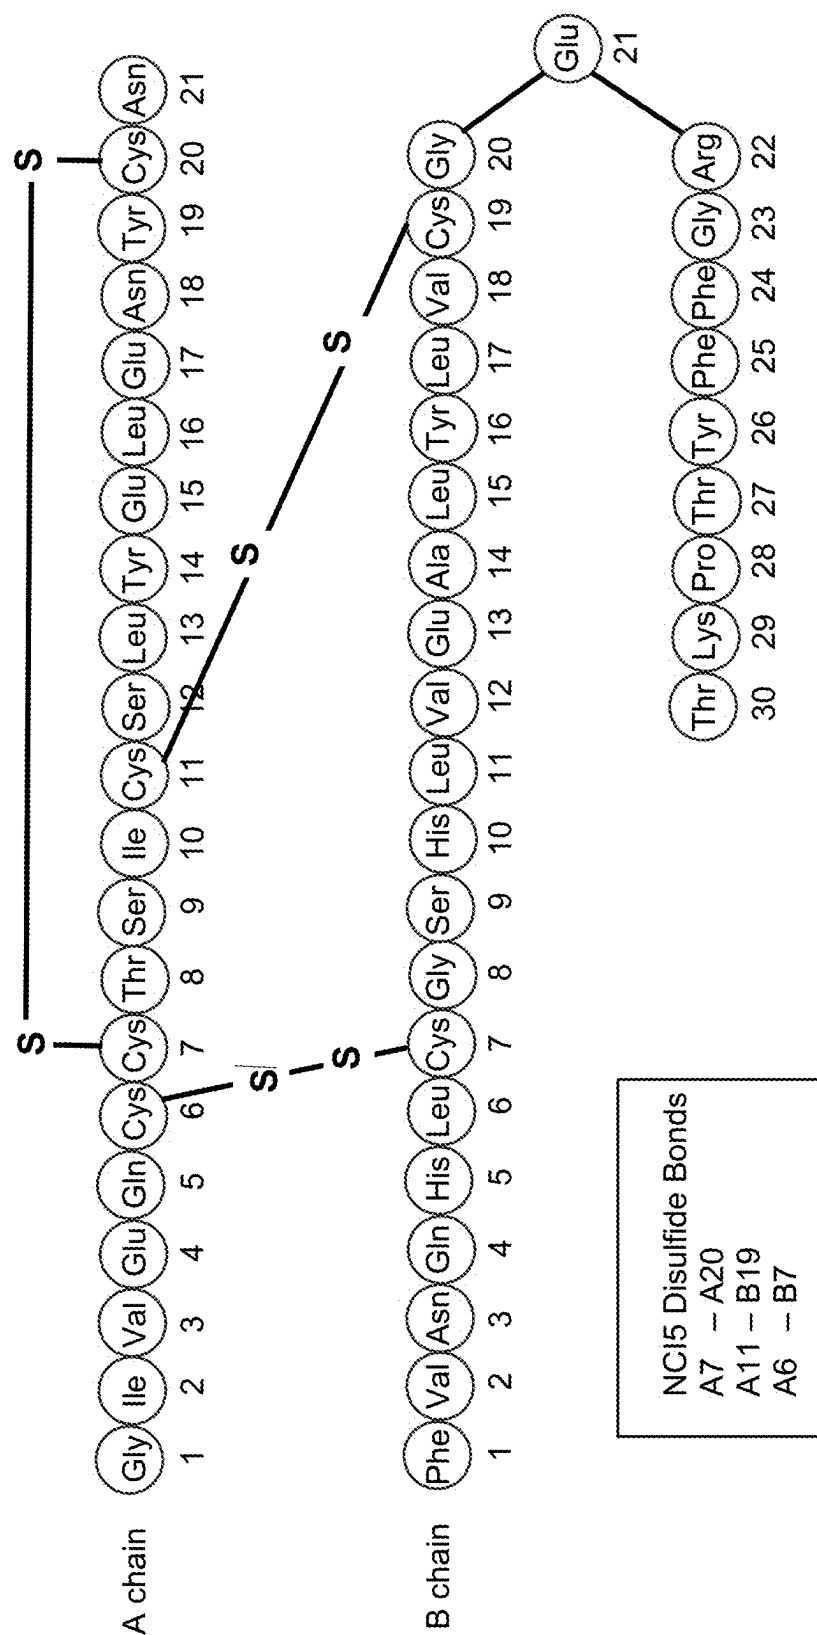 S S
A chain Gly Ile Val Glu Gln Cys Cys Thr Ser Ile Cys Ser Leu Tyr Glu Leu Glu Asn Tyr Cys Asn
1 2 3 4 5 6 7 8 9 10 11 12 13 14 15 16 17 18 19 20 21
S S
S S
B chain Phe Val Asn Gln His Leu Cys Gly Ser His Leu Val Glu Ala Leu Tyr Leu Val Cys Gly
1 2 3 4 5 6 7 8 9 10 11 12 13 14 15 16 17 18 19 20
Glu
21
Thr Lys Pro Thr Tyr Phe Phe Gly Arg
30 29 28 27 26 25 24 23 22
NCI5 Disulfide Bonds
A7 – A20
A11 – B19
A6 – B7